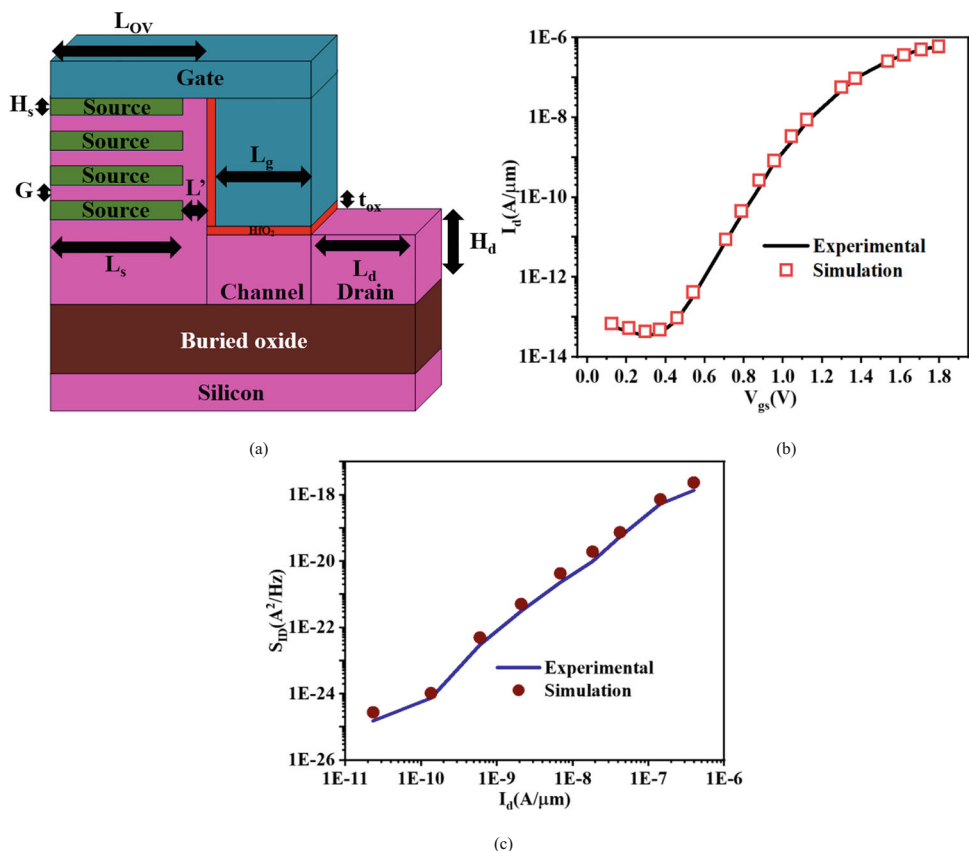 L_OV
Gate
H_s
Source
Source
Source
Source
G
L'
L_g
t_ox
HfO₂
H_d
L_s
L_d
Channel
Drain
Buried oxide
Silicon
(a)
1E-6
1E-8
1E-10
1E-12
1E-14
I_d(A/μm)
Experimental
Simulation
0.0 0.2 0.4 0.6 0.8 1.0 1.2 1.4 1.6 1.8
V_gs(V)
(b)
1E-18
1E-20
1E-22
1E-24
1E-26
S_ID(A²/Hz)
Experimental
Simulation
1E-11 1E-10 1E-9 1E-8 1E-7 1E-6
I_d(A/μm)
(c)